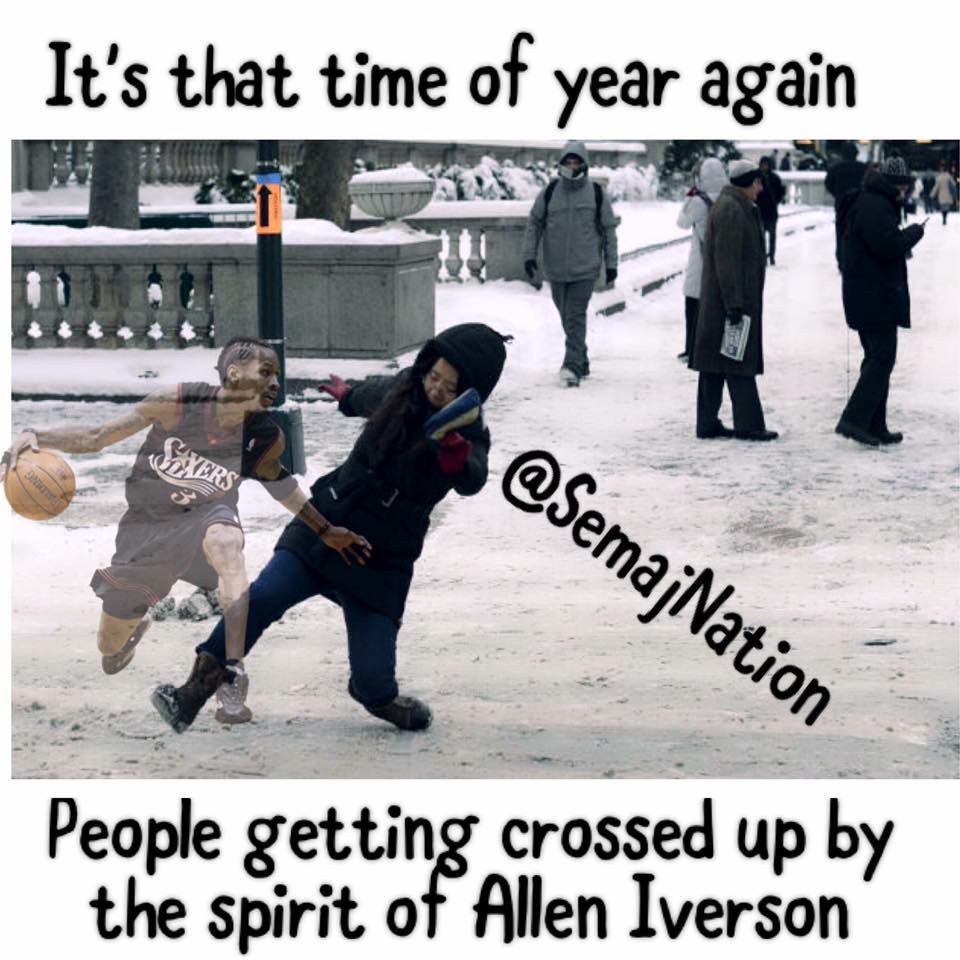 It's that time of year again
SIXERS
3
SPALDING
@SemajNation
People getting crossed up by
the spirit of Allen Iverson